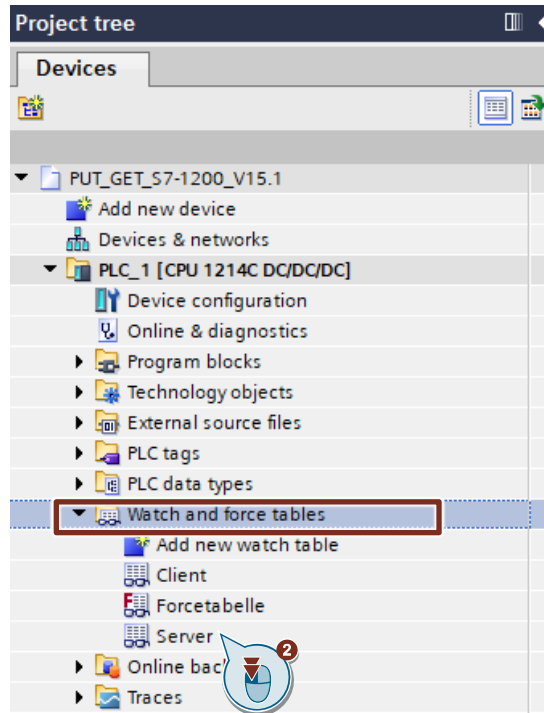 Project tree
Devices
PUT_GET_S7-1200_V15.1
Add new device
Devices & networks
PLC_1 [CPU 1214C DC/DC/DC]
Device configuration
Online & diagnostics
Program blocks
Technology objects
External source files
PLC tags
PLC data types
Watch and force tables
Add new watch table
Client
Forcetabelle
Server
2
Online bac
Traces